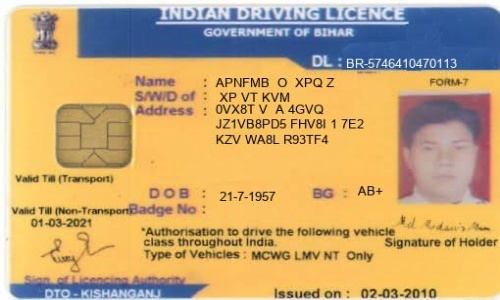 INDIAN DRIVING LICENCE
GOVERNMENT OF BIHAR
DL : BR-5746410470113
Name : APNFMB O XPQ Z
FORM-7
S/W/D of : XP VT KVM
Address : 0VX8T V A 4GVQ
JZ1VB8PD5 FHV8I 1 7E2
KZV WA8L R93TF4
Valid Till (Transport)
D O B : 21-7-1957
BG : AB+
Valid Till (Non-Transport)
Badge No :
01-03-2021
*Authorisation to drive the following vehicle
class throughout India.
Signature of Holder
Type of Vehicles : MCWG LMV NT Only
Sign. of Licencing Authority
DTO - KISHANGANJ
Issued on : 02-03-2010